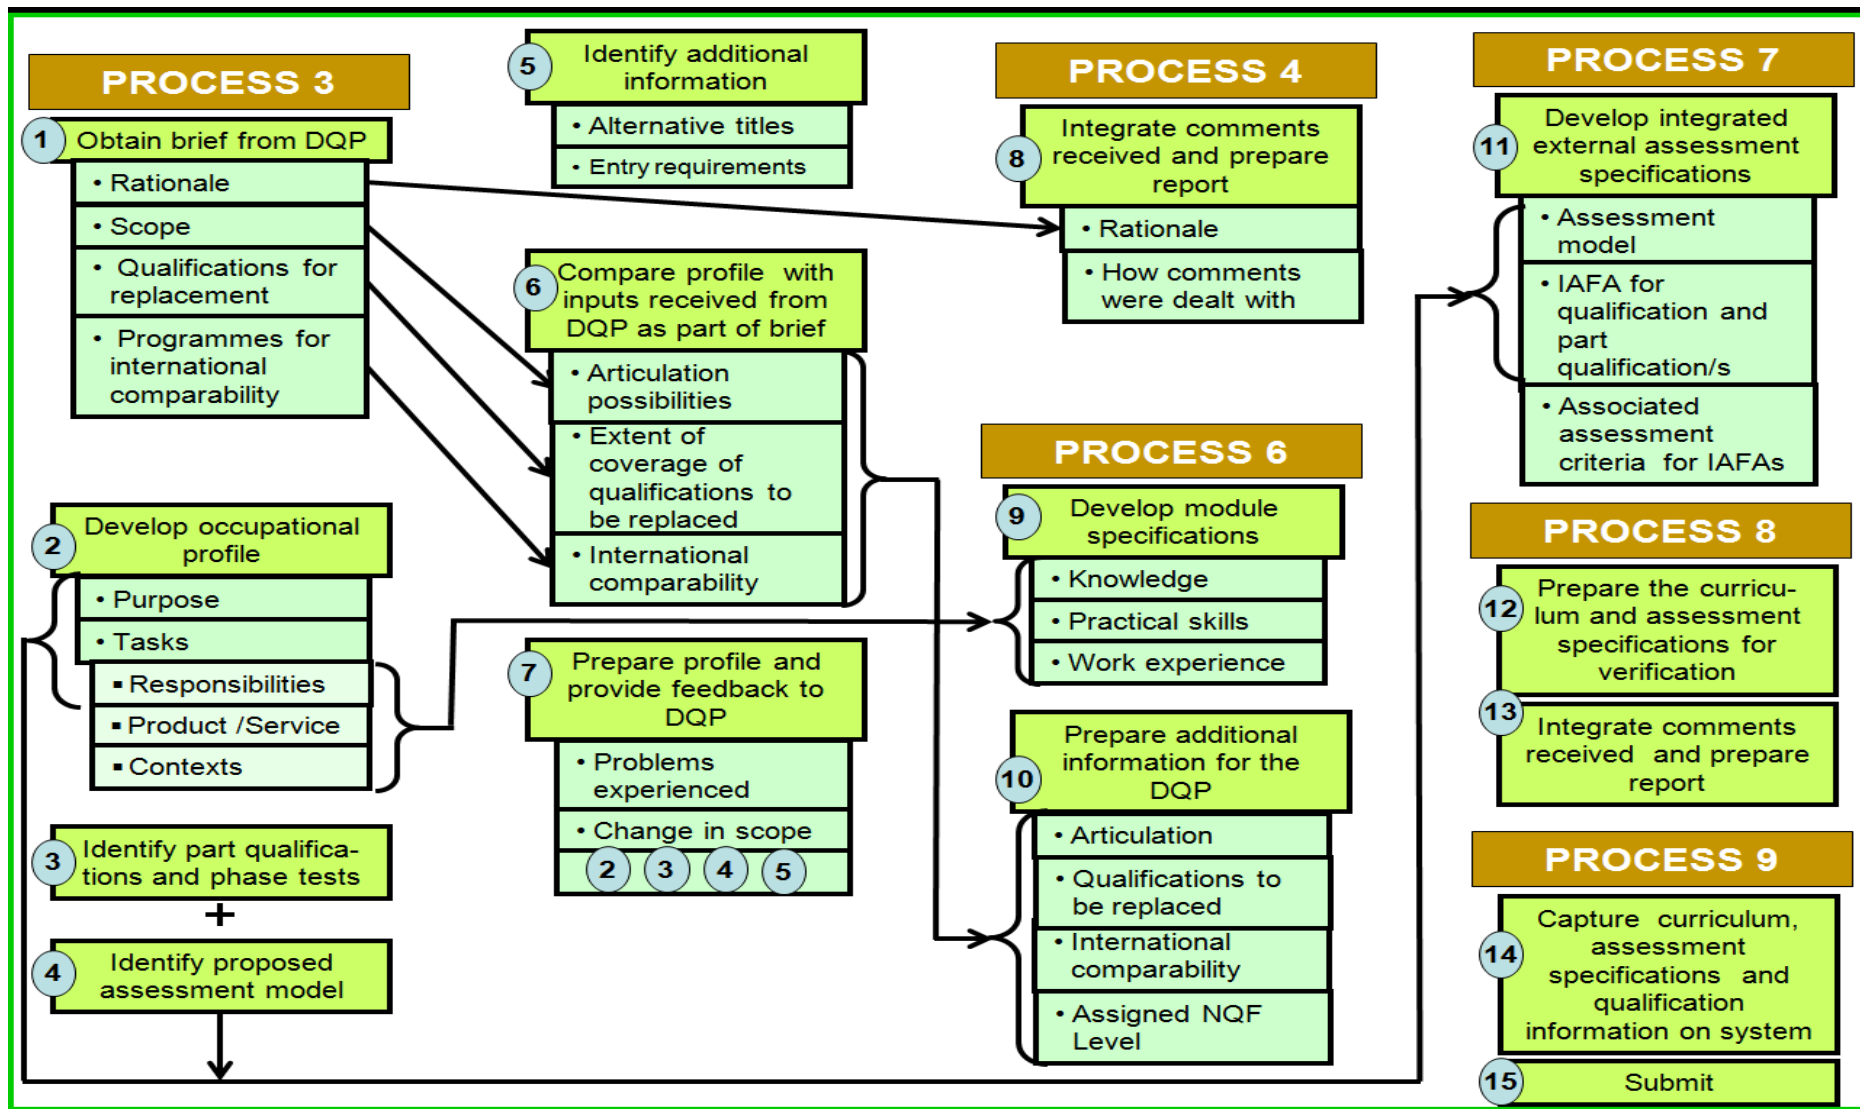 PROCESS 3
1
Obtain brief from DQP
• Rationale
• Scope
• Qualifications for
replacement
• Programmes for
international
comparability
2
Develop occupational
profile
• Purpose
• Tasks
▪ Responsibilities
▪ Product /Service
▪ Contexts
3
Identify part qualifica-
tions and phase tests
+
4
Identify proposed
assessment model
5
Identify additional
information
• Alternative titles
• Entry requirements
6
Compare profile with
inputs received from
DQP as part of brief
• Articulation
possibilities
• Extent of
coverage of
qualifications to
be replaced
• International
comparability
7
Prepare profile and
provide feedback to
DQP
• Problems
experienced
• Change in scope
2 3 4 5
PROCESS 4
8
Integrate comments
received and prepare
report
• Rationale
• How comments
were dealt with
PROCESS 6
9
Develop module
specifications
• Knowledge
• Practical skills
• Work experience
10
Prepare additional
information for the
DQP
• Articulation
• Qualifications to
be replaced
• International
comparability
• Assigned NQF
Level
PROCESS 7
11
Develop integrated
external assessment
specifications
• Assessment
model
• IAFA for
qualification and
part
qualification/s
• Associated
assessment
criteria for IAFAs
PROCESS 8
12
Prepare the curricu-
lum and assessment
specifications for
verification
13
Integrate comments
received and prepare
report
PROCESS 9
14
Capture curriculum,
assessment
specifications and
qualification
information on system
15
Submit